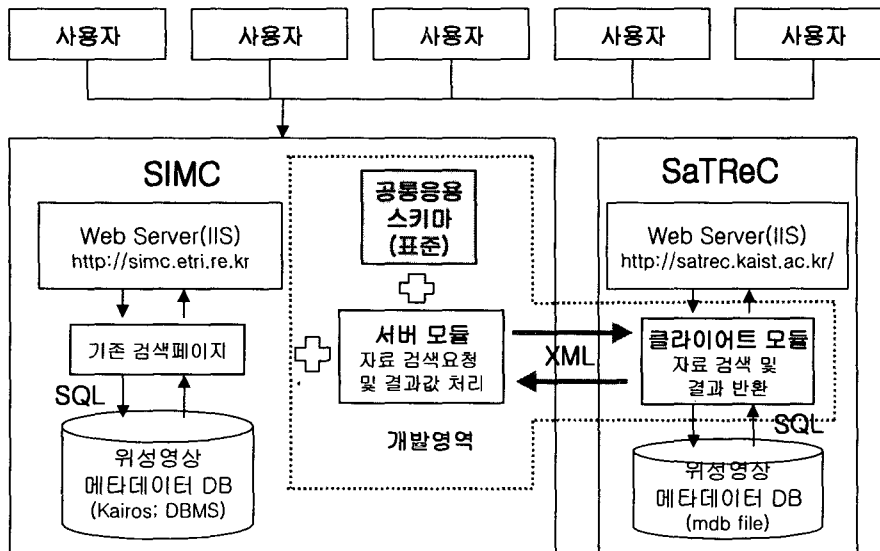 사용자
사용자
사용자
사용자
사용자
SIMC
Web Server(IIS)
http://simc.etri.re.kr
기존 검색페이지
SQL
위성영상
메타데이터 DB
(Kairos; DBMS)
공통응용
스키마
(표준)
서버 모듈
자료 검색요청
및 결과값 처리
개발영역
XML
SaTReC
Web Server(IIS)
http://satrec.kaist.ac.kr/
클라이어트 모듈
자료 검색 및
결과 반환
SQL
위성영상
메타데이터 DB
(mdb file)